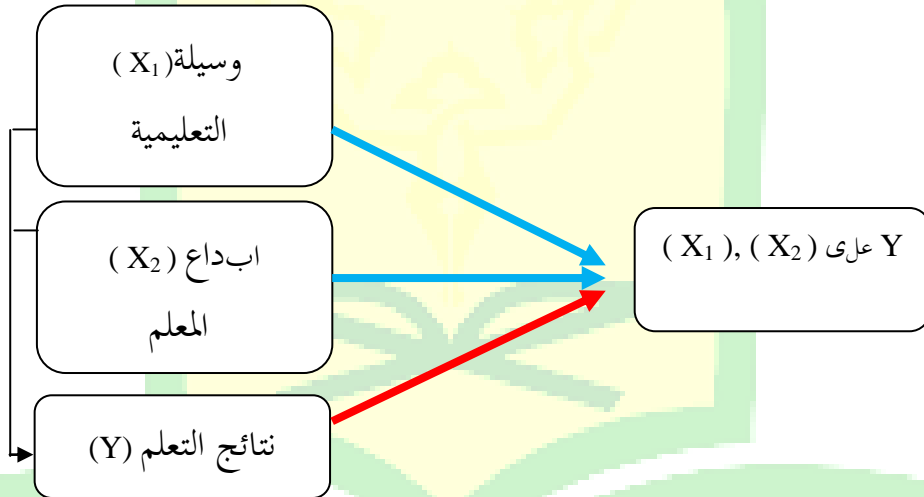 وسيلة (X₁)
التعليمية
ابداع (X₂)
المعلم
نتائج التعلم (Y)
Y على (X₂) , (X₁)